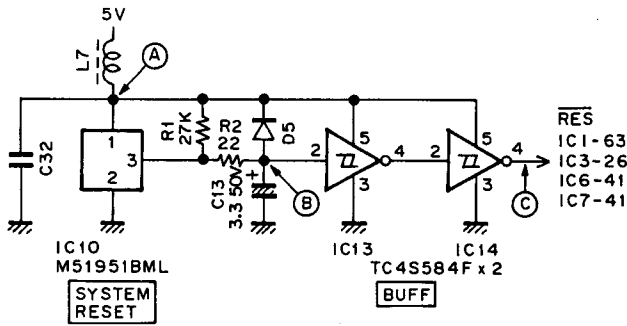 5V
L7
A
1
3
2
C32
R1
27K
R2
22
D5
C13
3.3 50V
+
B
2
5
4
3
2
5
4
3
C
RES
IC1-63
IC3-26
IC6-41
IC7-41
IC10
M51951BML
IC13
IC14
TC4S584F x 2
SYSTEM
RESET
BUFF